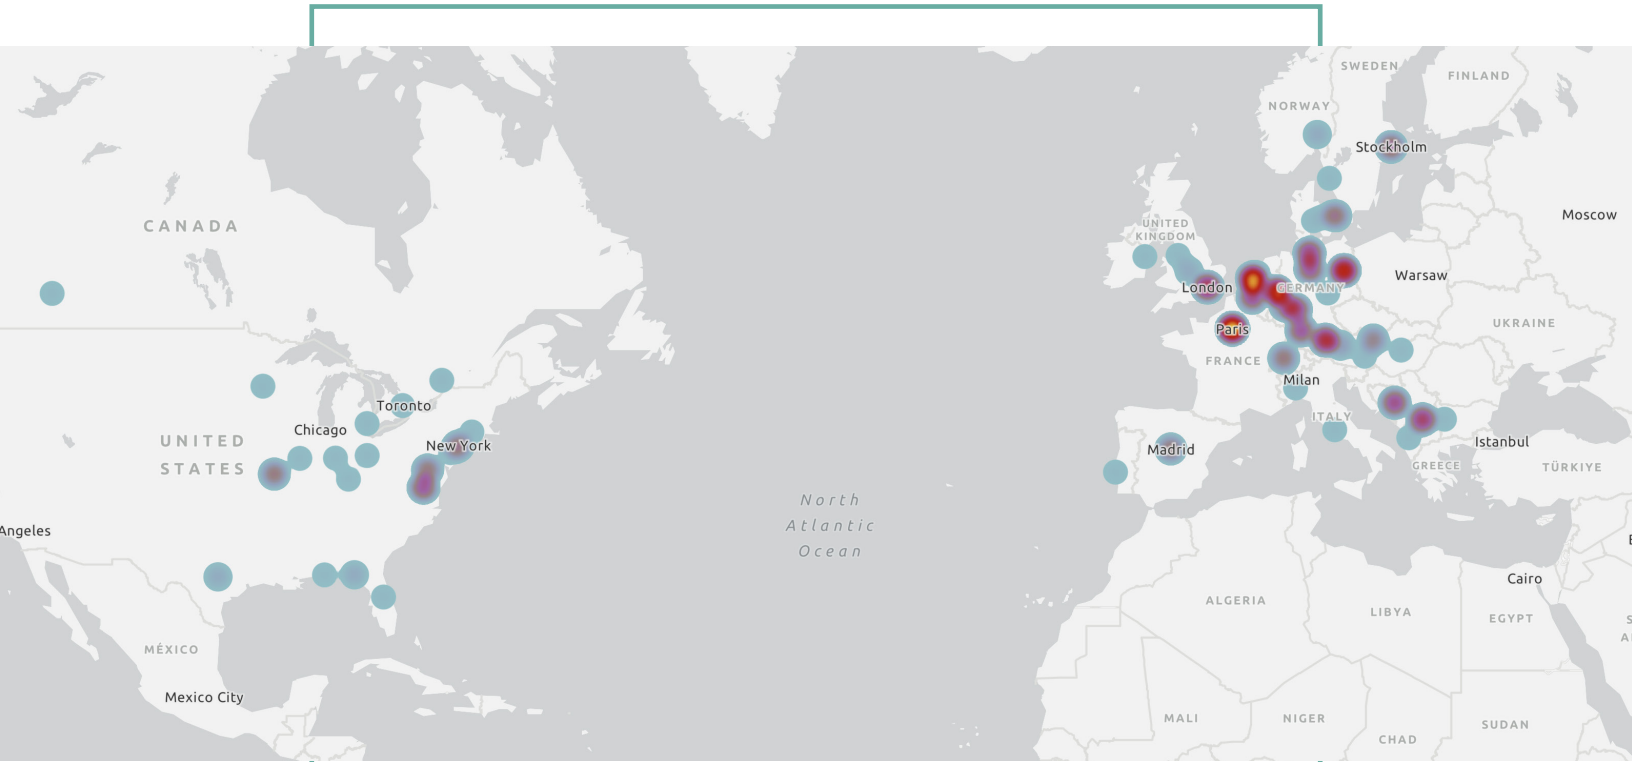 SWEDEN
FINLAND
NORWAY
Stockholm
Moscow
CANADA
UNITED
KINGDOM
Warsaw
London
GERMANY
UKRAINE
Paris
FRANCE
Milan
Toronto
Chicago
ITALY
UNITED
STATES
New York
Madrid
Istanbul
GREECE
TÜRKIYE
North
Atlantic
Ocean
Angeles
Cairo
ALGERIA
LIBYA
EGYPT
MÉXICO
Mexico City
MALI
NIGER
SUDAN
CHAD